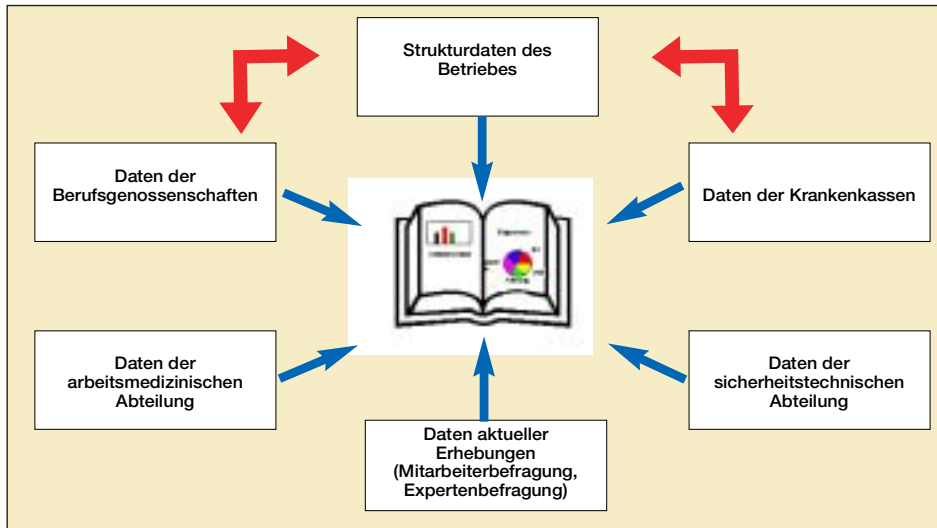 Strukturdaten des
Betriebes
Daten der
Berufsgenossenschaften
Daten der Krankenkassen
Daten der
arbeitsmedizinischen
Abteilung
Daten der
sicherheitstechnischen
Abteilung
Daten aktueller
Erhebungen
(Mitarbeiterbefragung,
Expertenbefragung)